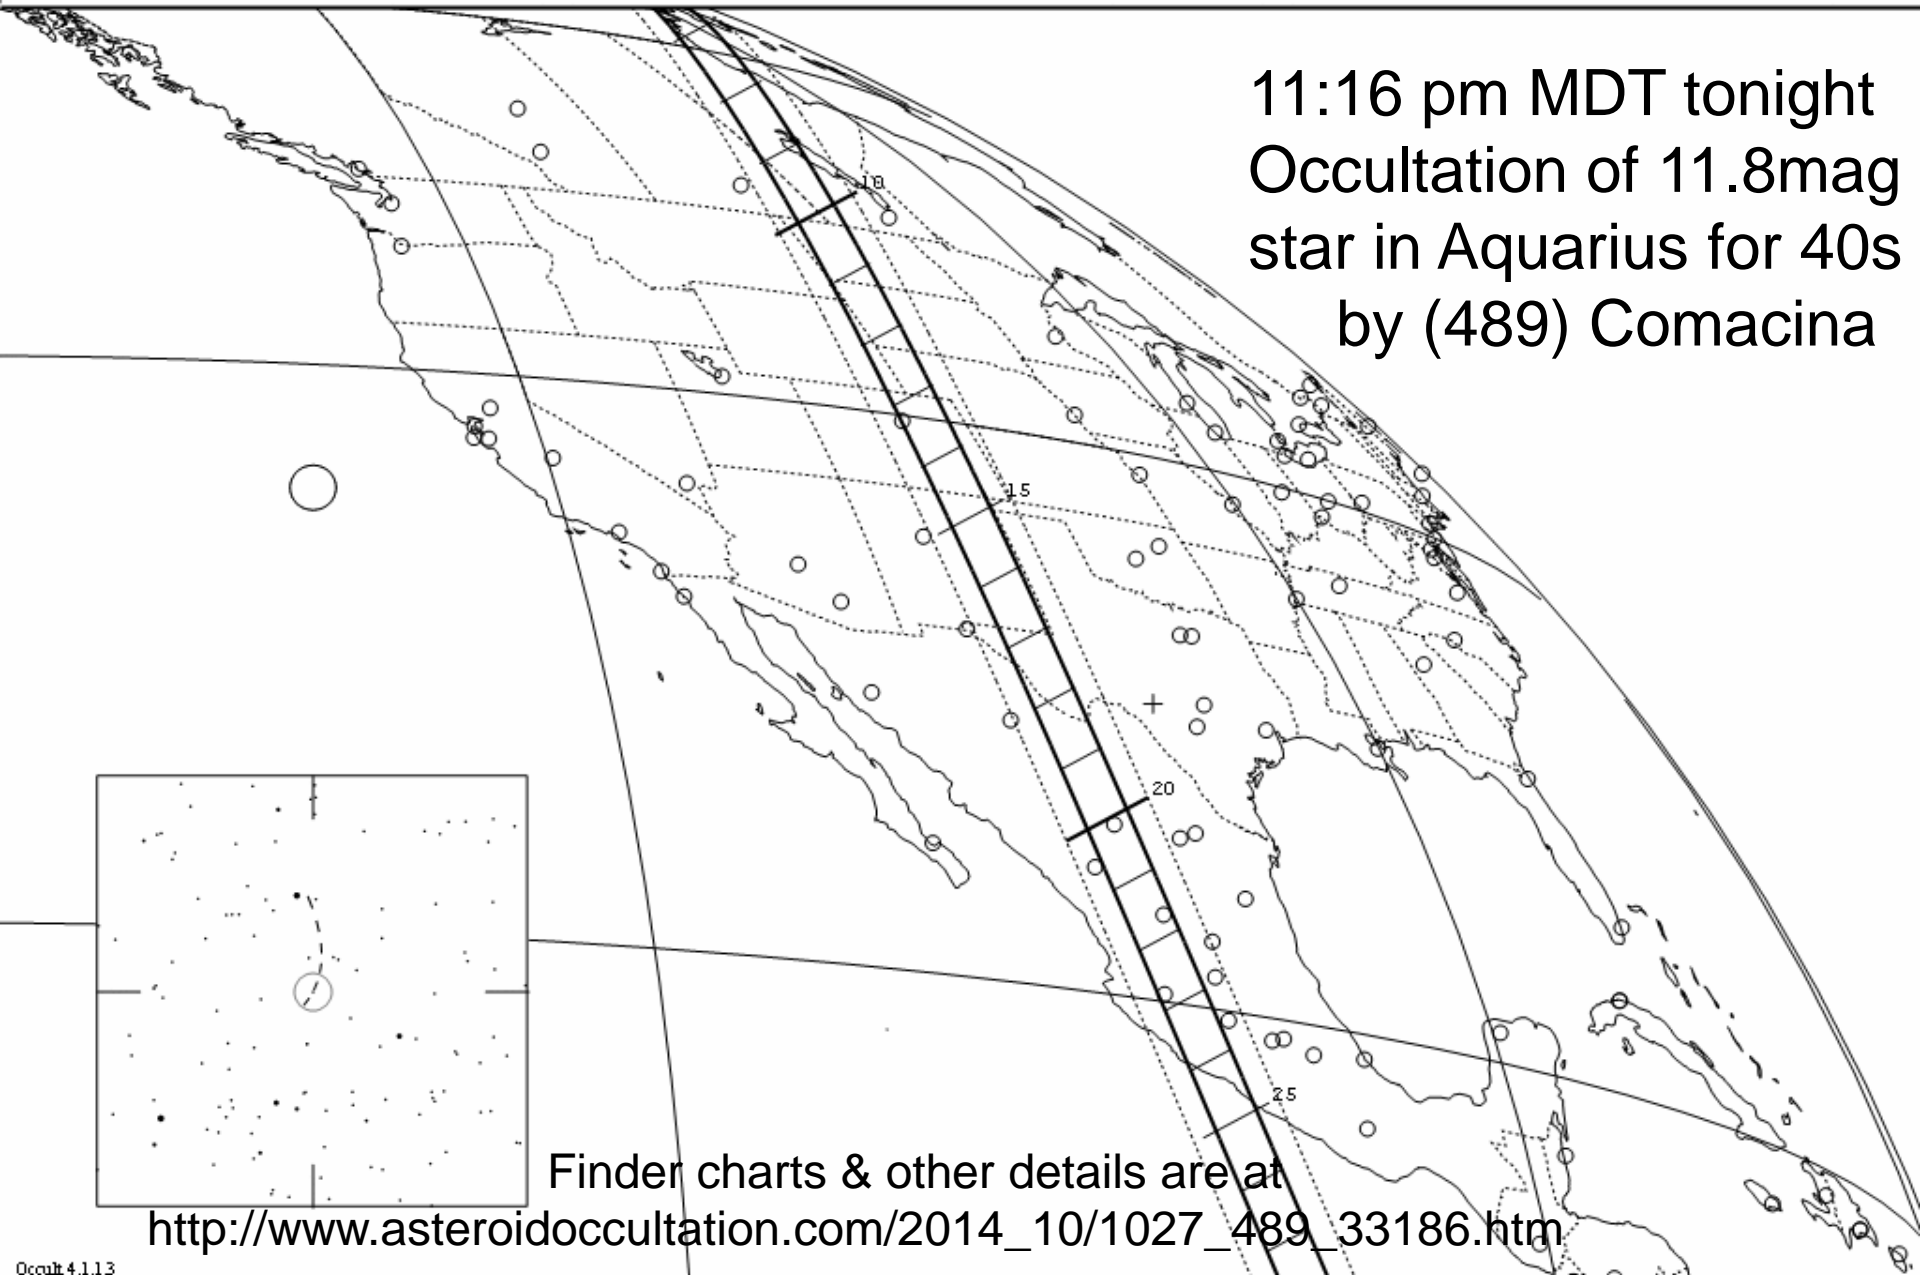 11:16 pm MDT tonight
Occultation of 11.8mag
star in Aquarius for 40s
by (489) Comacina
10
15
20
25
Finder charts & other details are at
http://www.asteroidoccultation.com/2014_10/1027_489_33186.htm
Occult 4.1.1.3